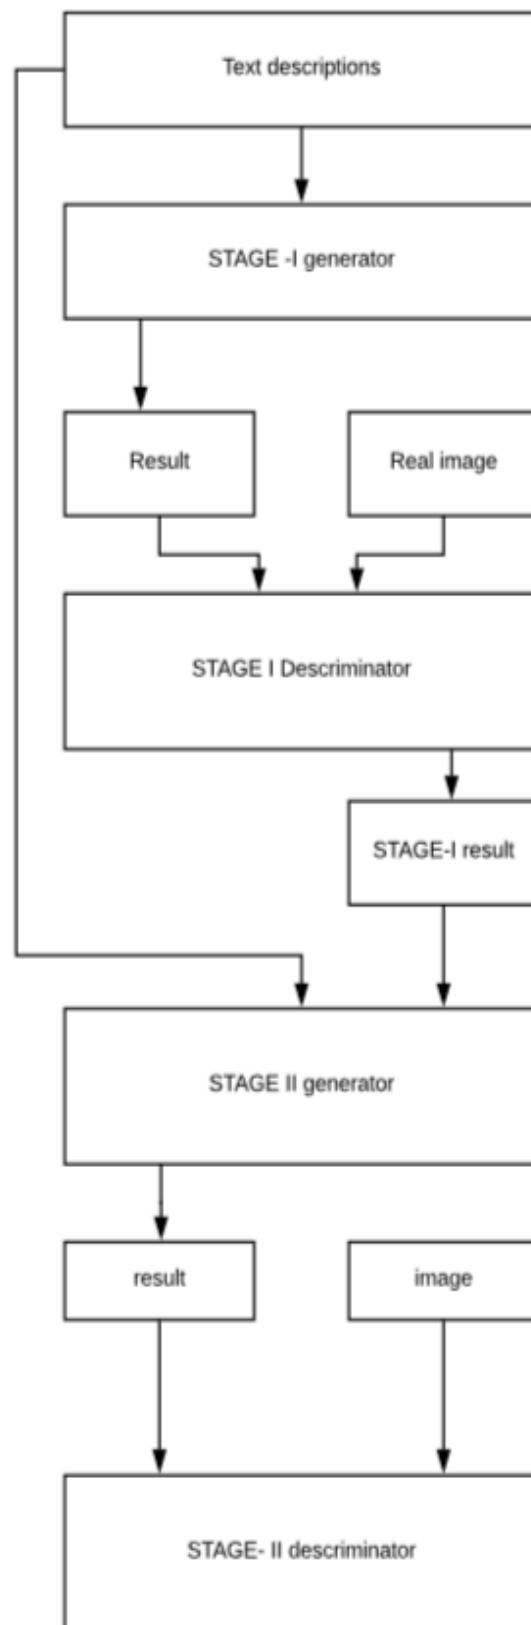 Text descriptions
STAGE -I generator
Result
Real image
STAGE I Descriminator
STAGE-I result
STAGE II generator
result
image
STAGE- II descriminator